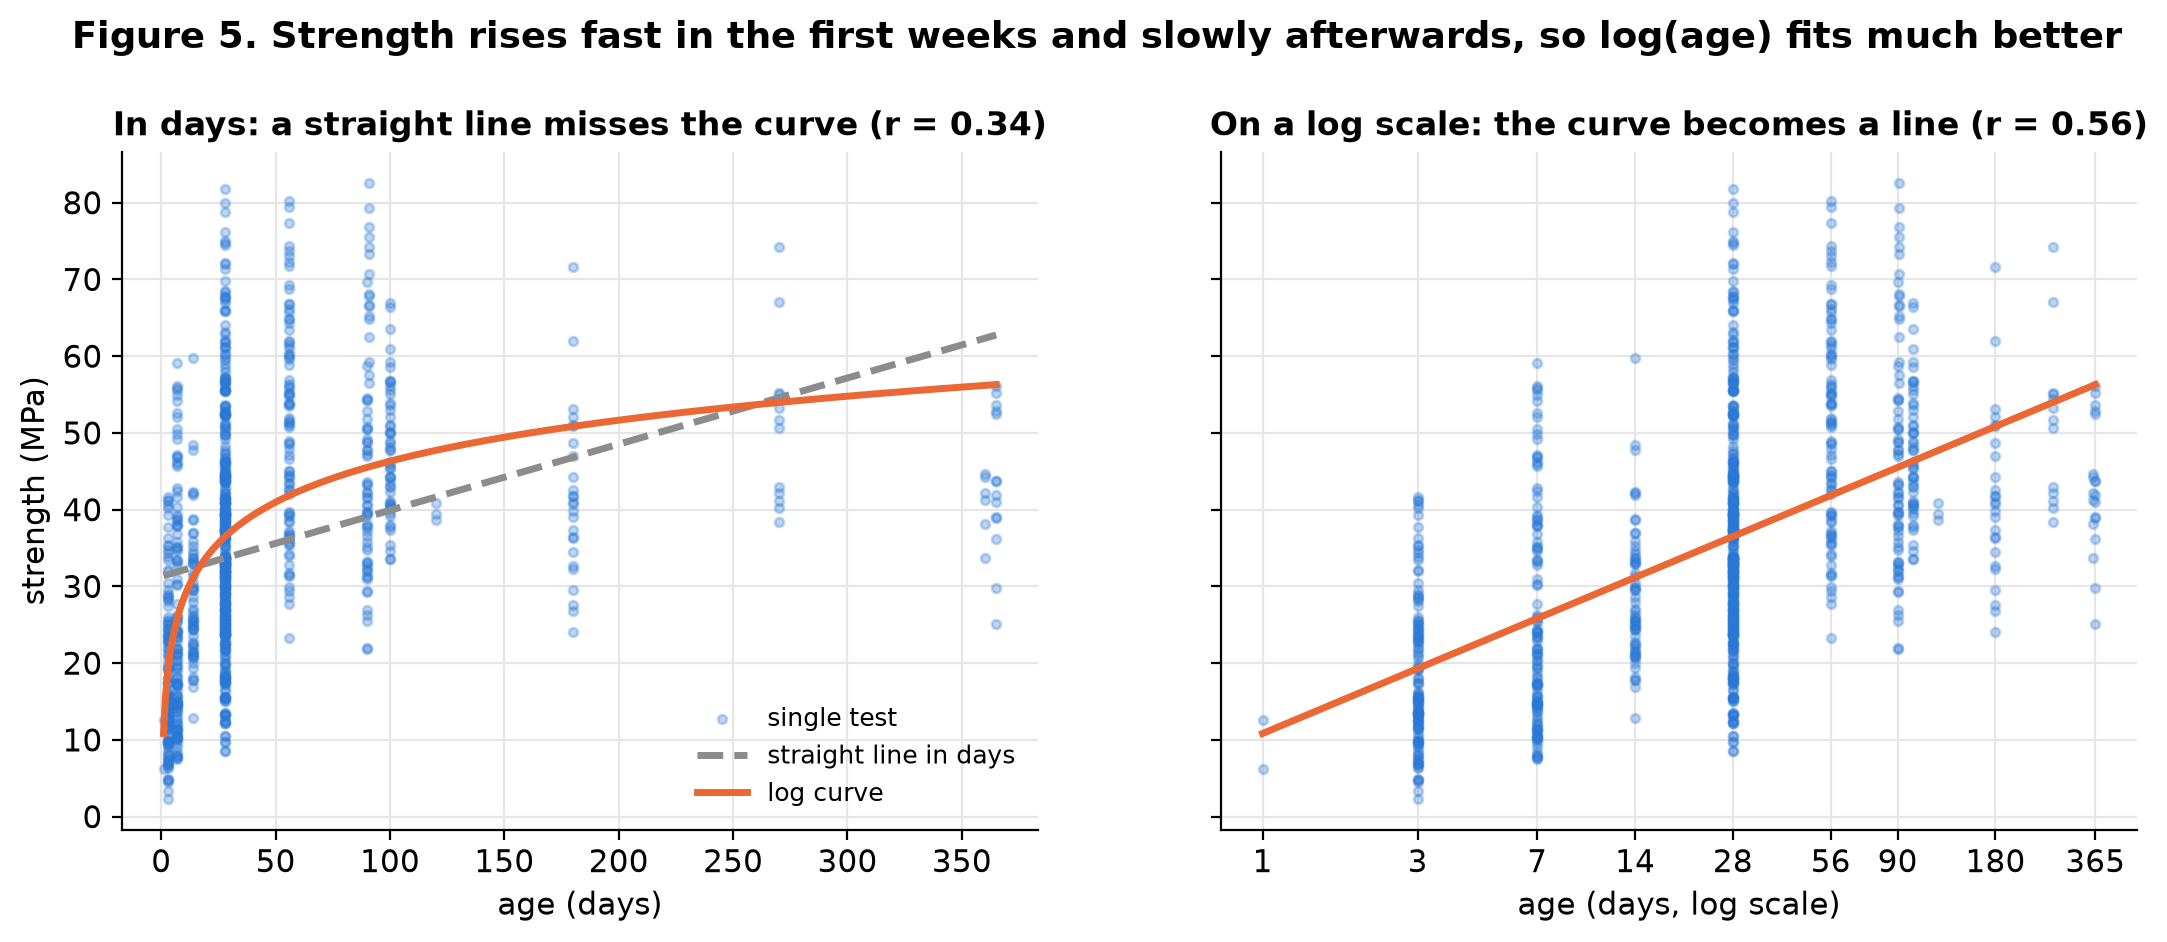 Figure 5. Strength rises fast in the first weeks and slowly afterwards, so log(age) fits much better
In days: a straight line misses the curve (r = 0.34)
strength (MPa)
80
70
60
50
40
30
20
10
0
single test
straight line in days
log curve
0 50 100 150 200 250 300 350
age (days)
On a log scale: the curve becomes a line (r = 0.56)
1 3 7 14 28 56 90 180 365
age (days, log scale)